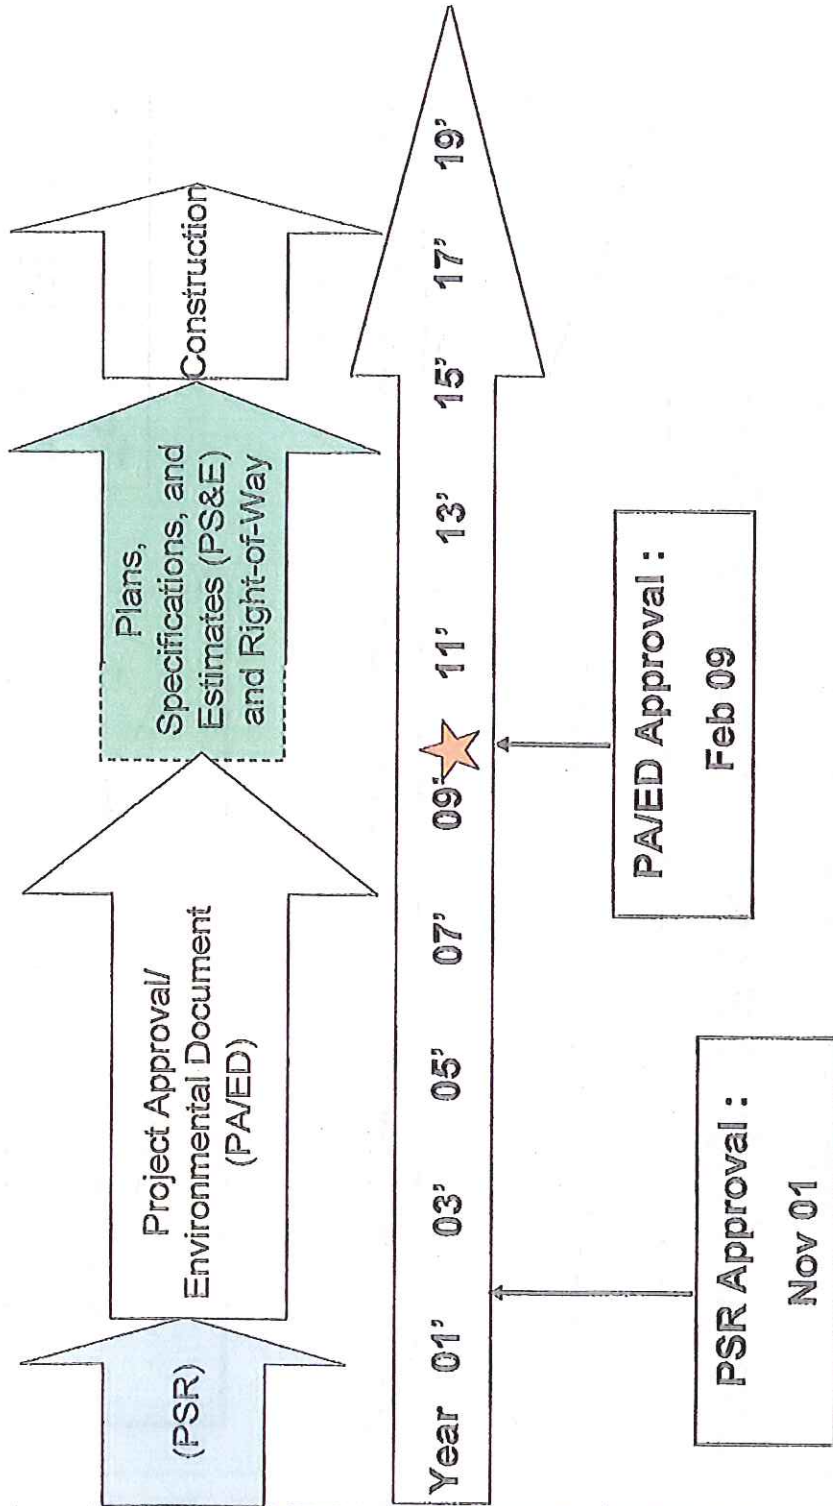 (PSR)
Project Approval/
Environmental Document
(PA/ED)
Plans,
Specifications, and
Estimates (PS&E)
and Right-of-Way
Construction
Year 01' 03' 05' 07' 09' 11' 13' 15' 17' 19'
PSR Approval :
Nov 01
PA/ED Approval :
Feb 09